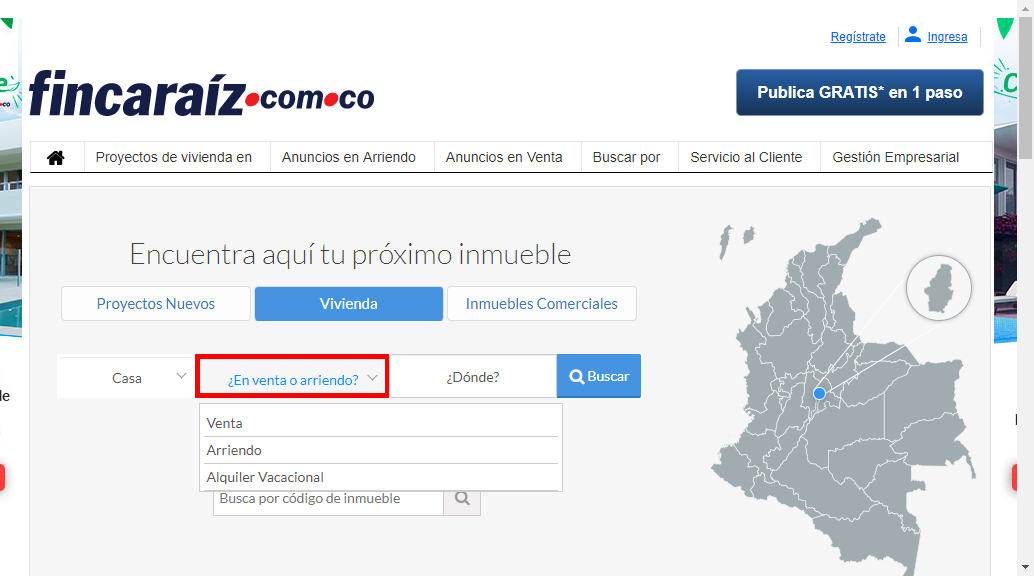 Regístrate
Ingresa
fincaraíz.com.co
Publica GRATIS* en 1 paso
Proyectos de vivienda en
Anuncios en Arriendo
Anuncios en Venta
Buscar por
Servicio al Cliente
Gestión Empresarial
Encuentra aquí tu próximo inmueble
Proyectos Nuevos
Vivienda
Inmuebles Comerciales
Casa
¿En venta o arriendo?
¿Dónde?
Buscar
Venta
Arriendo
Alquiler Vacacional
Busca por código de inmueble